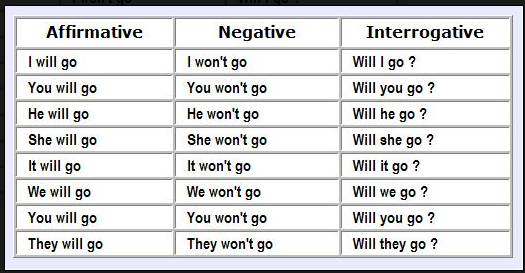 Affirmative Negative Interrogative
I will go I won't go Will I go ?
You will go You won't go Will you go ?
He will go He won't go Will he go ?
She will go She won't go Will she go ?
It will go It won't go Will it go ?
We will go We won't go Will we go ?
You will go You won't go Will you go ?
They will go They won't go Will they go ?